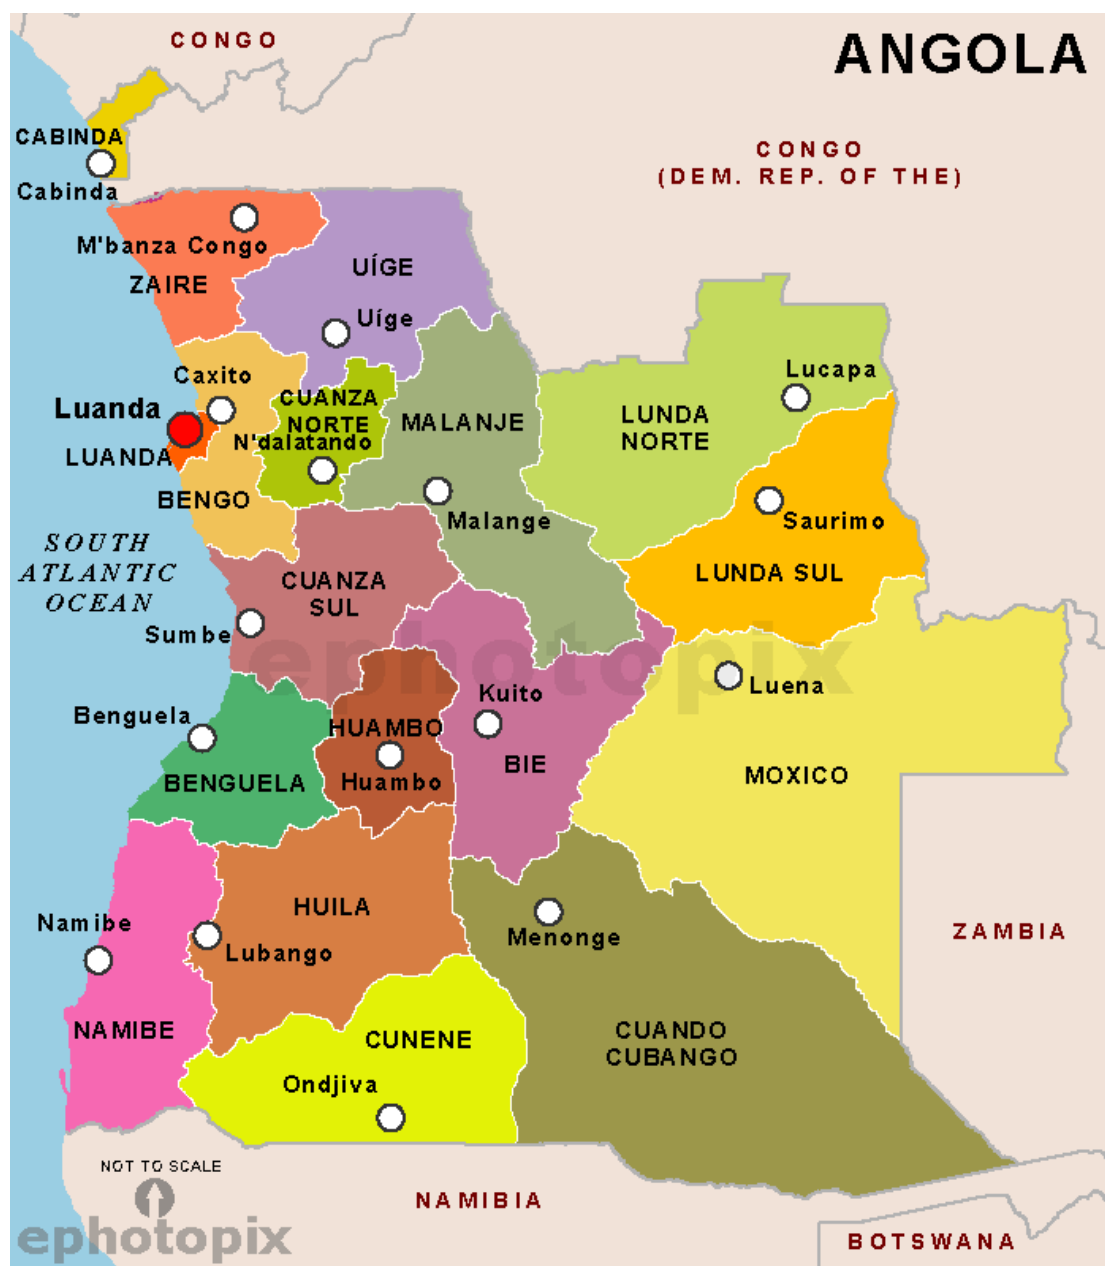 CONGO
ANGOLA
CABINDA
Cabinda
CONGO
(DEM. REP. OF THE)
M'banza Congo
ZAIRE
UÍGE
Uíge
Caxito
Luanda
LUANDA
BENGO
CUANZA
NORTE
N'dalatando
MALANJE
Malange
LUNDA
NORTE
Lucapa
Saurimo
LUNDA SUL
SOUTH
ATLANTIC
OCEAN
CUANZA
SUL
Sumbe
ephotopix
Benguela
BENGUELA
HUAMBO
Huambo
Kuito
BIE
Luena
MOXICO
Namibe
NAMIBE
HUILA
Lubango
Menonge
ZAMBIA
CUNENE
Ondjiva
CUANDO
CUBANGO
NOT TO SCALE
ephotopix
NAMIBIA
BOTSWANA